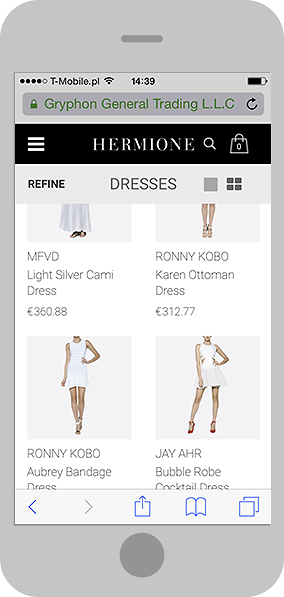 T-Mobile.pl 14:39
Gryphon General Trading L.L.C
HERMIONE 0
REFINE DRESSES
MFVD
Light Silver Cami
Dress
€360.88
RONNY KOBO
Karen Ottoman
Dress
€312.77
RONNY KOBO
Aubrey Bandage
Dress
JAY AHR
Bubble Robe
Cocktail Dress